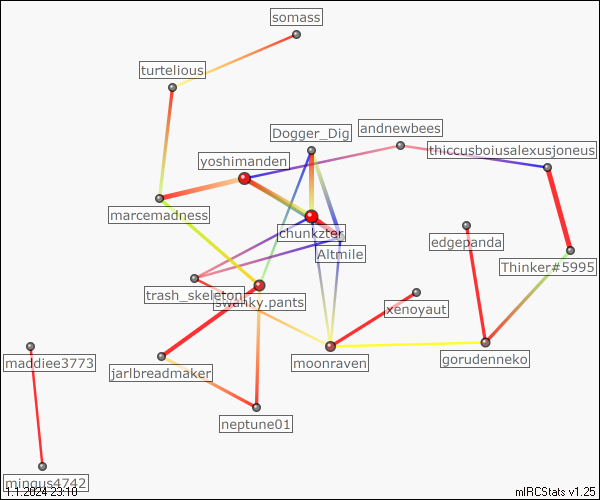 somass
turtelious
Dogger_Dig
andnewbees
thiccusboiusalexusjoneus
yoshimanden
marcemadness
chunkzter
edgepanda
Altmile
Thinker#5995
trash_skeleton
swanky.pants
xenoyaut
moonraven
gorudenneko
maddiee3773
jarlbreadmaker
neptune01
mingus4742
1.1.2024 23:10
mIRCStats v1.25